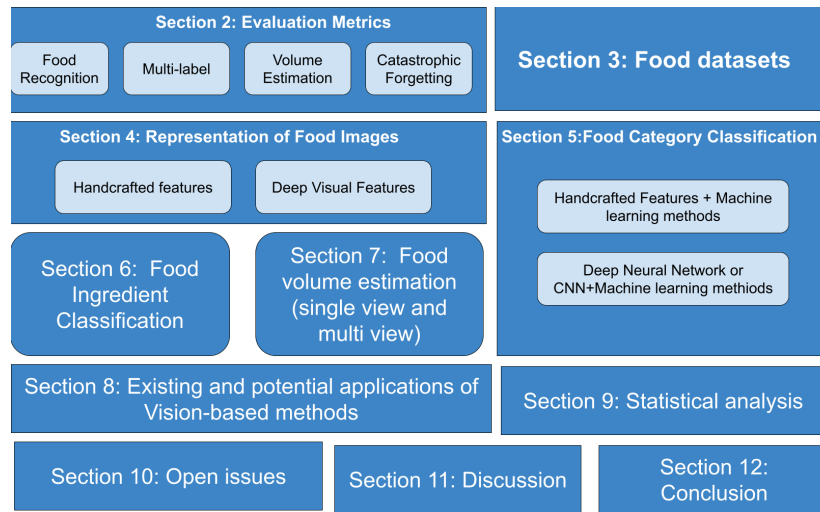 Section 2: Evaluation Metrics
Food
Recognition
Multi-label
Volume
Estimation
Catastrophic
Forgetting
Section 3: Food datasets
Section 4: Representation of Food Images
Handcrafted features
Deep Visual Features
Section 5:Food Category Classification
Handcrafted Features + Machine
learning methods
Deep Neural Network or
CNN+Machine learning methiods
Section 6:  Food
Ingredient
Classification
Section 7:  Food
volume estimation
(single view and
multi view)
Section 8: Existing and potential applications of
Vision-based methods
Section 9: Statistical analysis
Section 10: Open issues
Section 11: Discussion
Section 12:
Conclusion